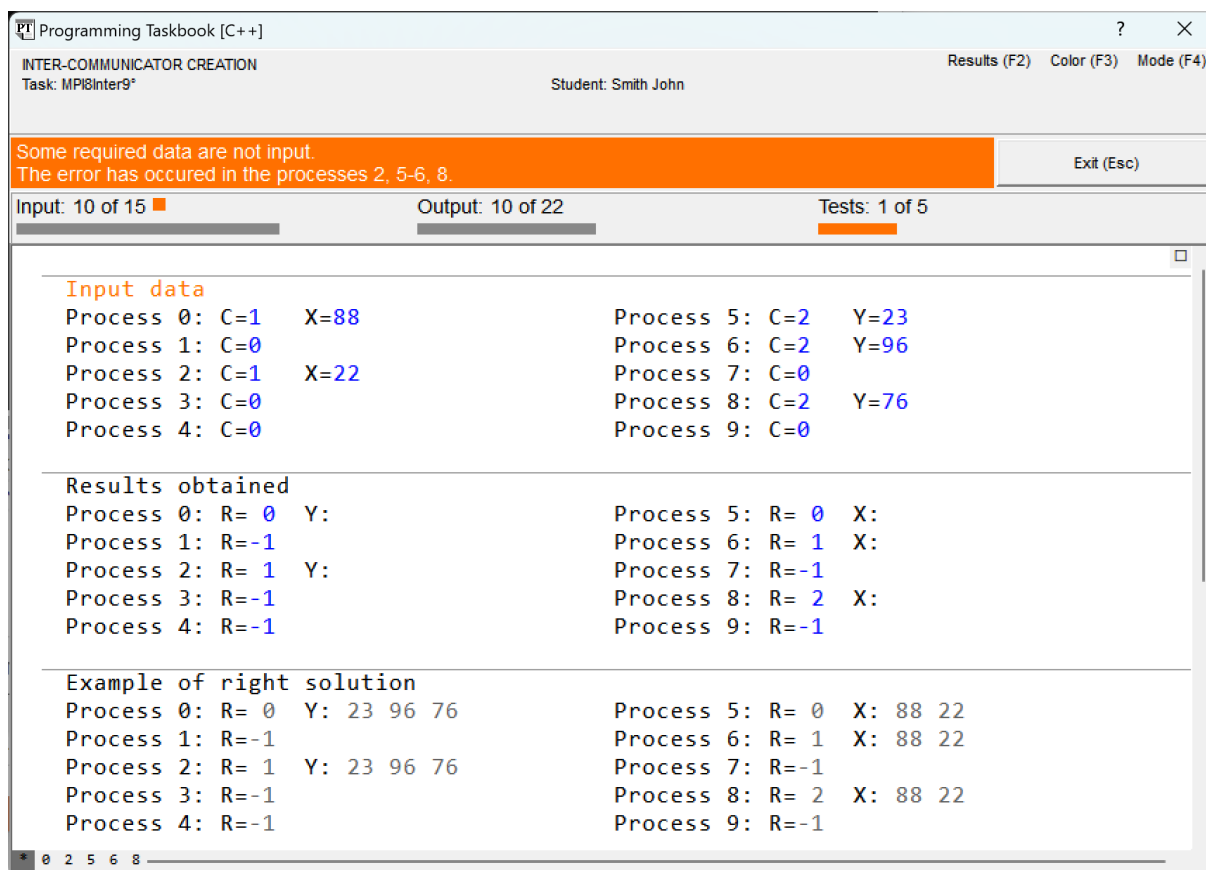 PT Programming Taskbook [C++] ? ×
INTER-COMMUNICATOR CREATION Results (F2) Color (F3) Mode (F4)
Task: MPI8Inter9° Student: Smith John
Some required data are not input.
The error has occured in the processes 2, 5-6, 8.
Exit (Esc)
Input: 10 of 15 Output: 10 of 22 Tests: 1 of 5
Input data
Process 0: C=1 X=88 Process 5: C=2 Y=23
Process 1: C=0 Process 6: C=2 Y=96
Process 2: C=1 X=22 Process 7: C=0
Process 3: C=0 Process 8: C=2 Y=76
Process 4: C=0 Process 9: C=0
Results obtained
Process 0: R= 0 Y: Process 5: R= 0 X:
Process 1: R=-1 Process 6: R= 1 X:
Process 2: R= 1 Y: Process 7: R=-1
Process 3: R=-1 Process 8: R= 2 X:
Process 4: R=-1 Process 9: R=-1
Example of right solution
Process 0: R= 0 Y: 23 96 76 Process 5: R= 0 X: 88 22
Process 1: R=-1 Process 6: R= 1 X: 88 22
Process 2: R= 1 Y: 23 96 76 Process 7: R=-1
Process 3: R=-1 Process 8: R= 2 X: 88 22
Process 4: R=-1 Process 9: R=-1
* 0 2 5 6 8